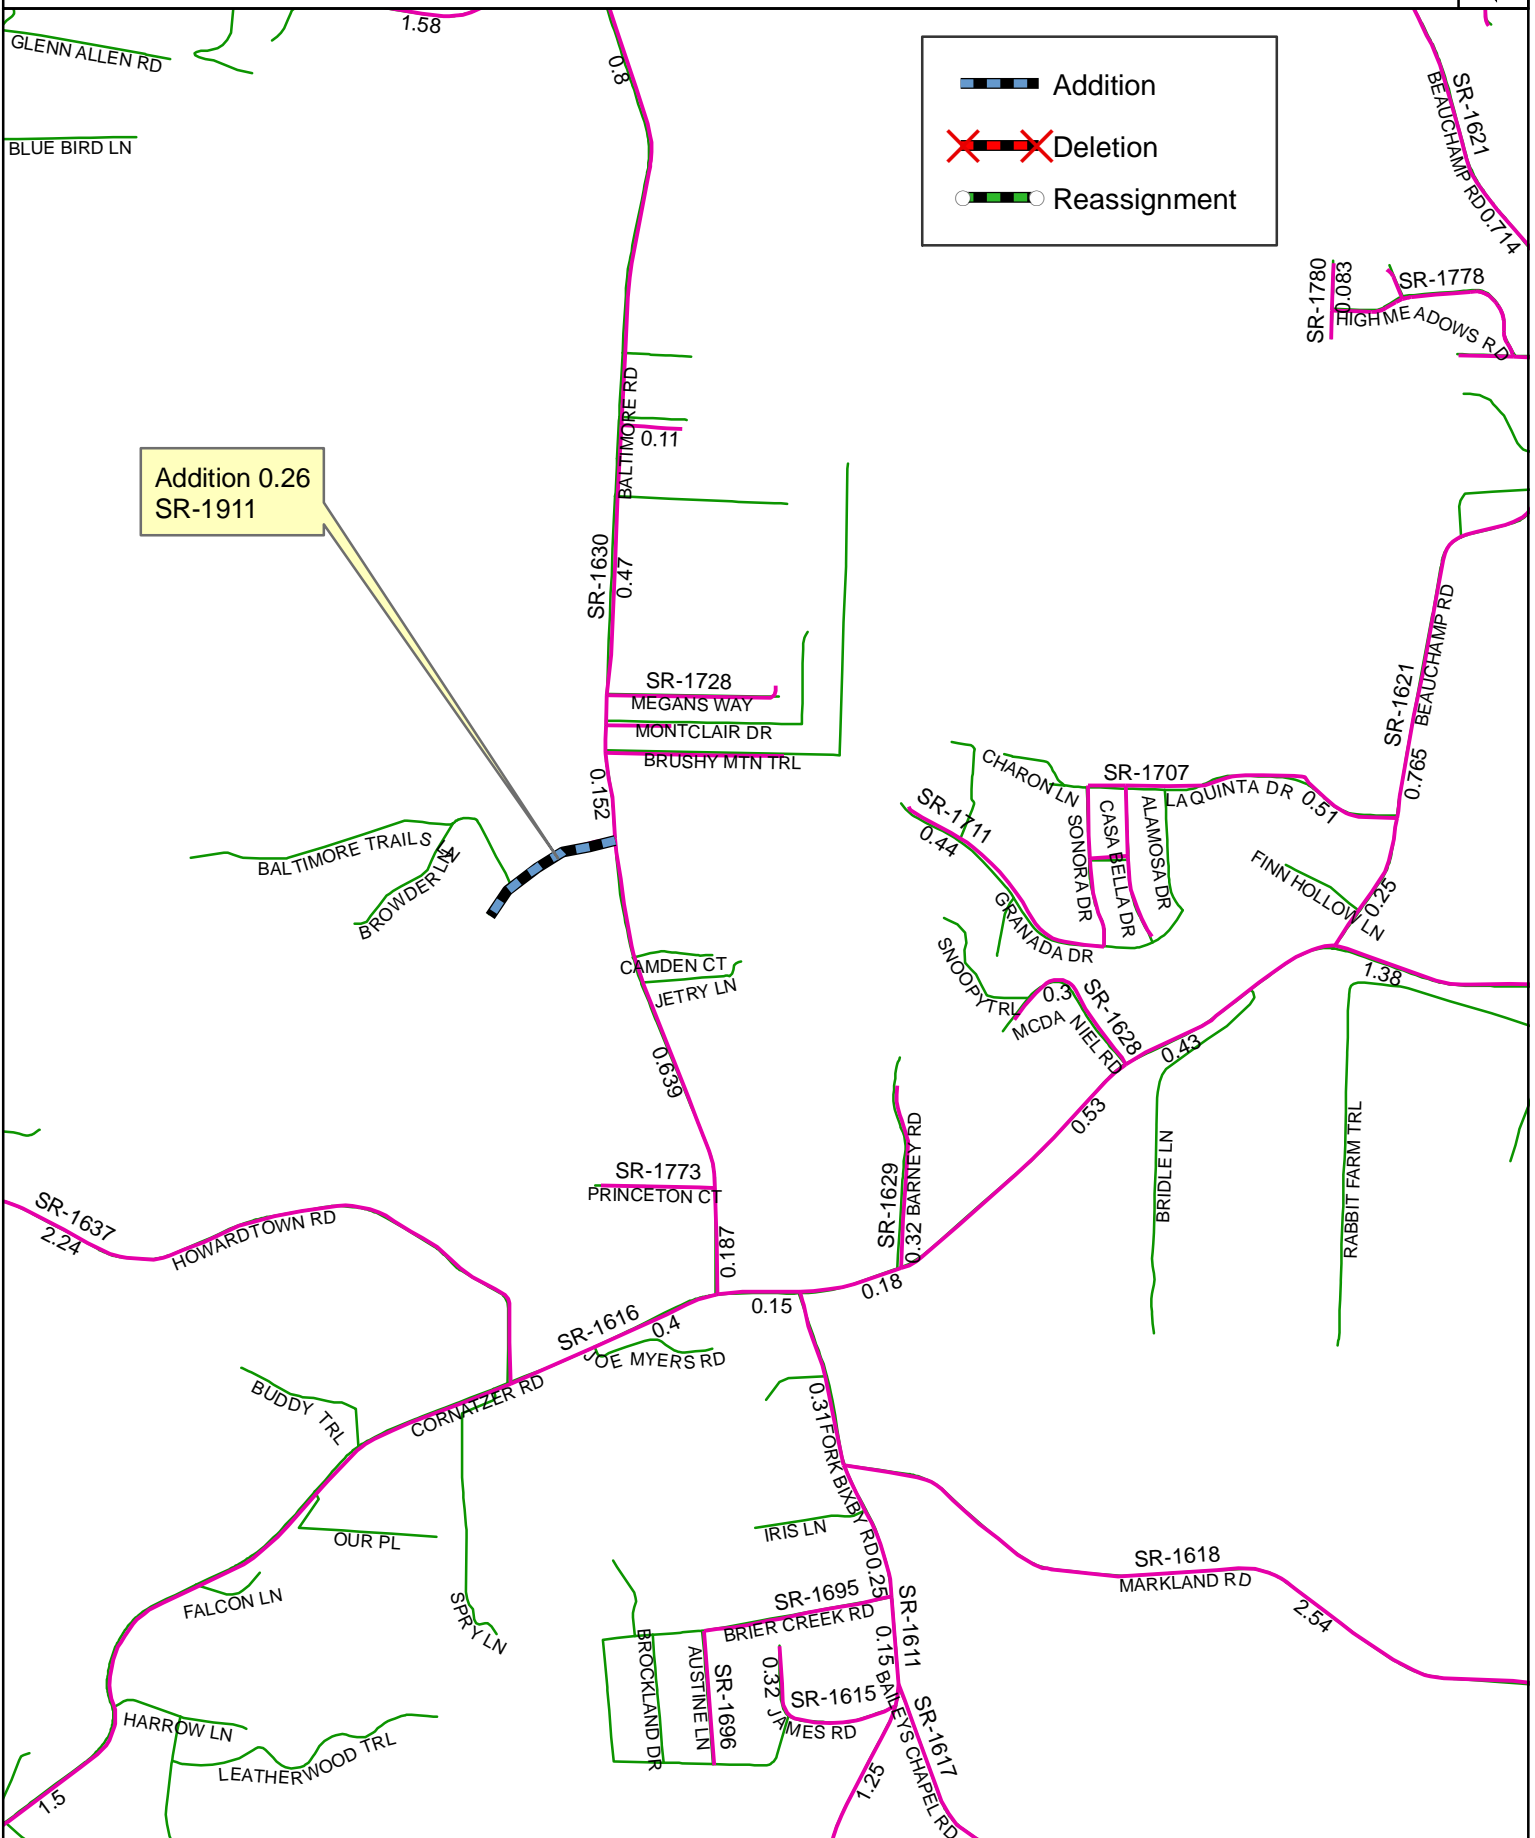 1.58
GLENN ALLEN RD
0.8
Addition
Deletion
Reassignment
SR-1621
BEAUCHAMP RD
0.714
BLUE BIRD LN
SR-1780
0.083
SR-1778
HIGH MEADOWS RD
BALTIMORE RD
0.11
Addition 0.26
SR-1911
SR-1630
0.47
BEAUCHAMP RD
SR-1621
0.765
SR-1728
MEGANS WAY
MONTCLAIR DR
BRUSHY MTN TRL
0.152
CHARON LN
SR-1707
LA QUINTA DR
0.51
SR-1711
0.44
SONORA DR
CASA BELLA DR
ALAMOSA DR
GRANADA DR
FINN HOLLOW LN
0.25
BALTIMORE TRAILS LN
BROWDER LN
CAMDEN CT
JETRY LN
SNOOPY TRL
0.3
MCDANIEL RD
SR-1628
1.38
0.43
0.639
0.53
SR-1773
PRINCETON CT
SR-1629
0.32
BARNEY RD
BRIDLE LN
RABBIT FARM TRL
SR-1637
2.24
HOWARDTOWN RD
0.187
0.18
0.15
SR-1616
0.4
JOE MYERS RD
BUDDY TRL
CORNATZER RD
0.31
FORK BIXBY RD
0.25
OUR PL
IRIS LN
SR-1618
MARKLAND RD
2.54
FALCON LN
SPRY LN
SR-1695
BRIER CREEK RD
SR-1611
0.15
BROCKLAND DR
AUSTINE LN
SR-1696
0.32
SR-1615
JAMES RD
BAILEYS CHAPEL RD
SR-1617
HARROW LN
LEATHERWOOD TRL
1.25
1.5